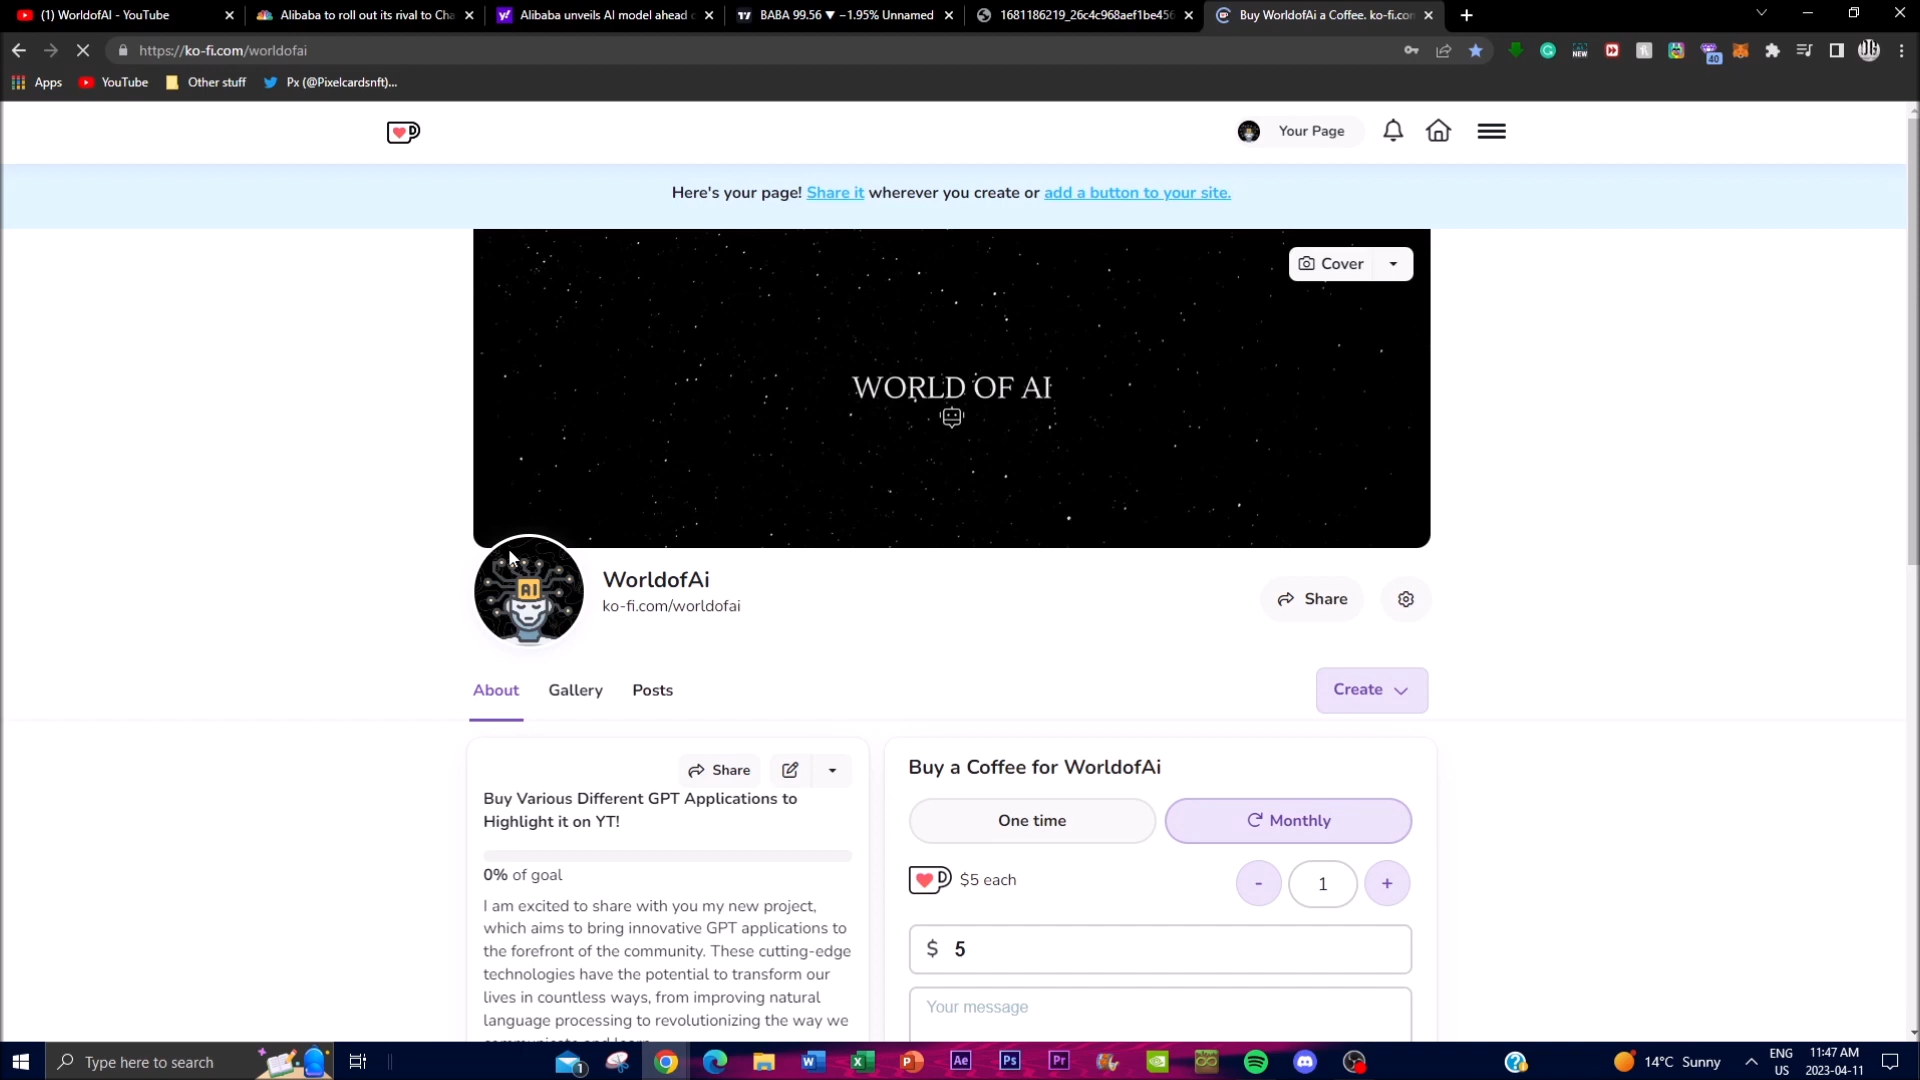 (1) WorldofAI - YouTube
Alibaba to roll out its rival to Cha
Alibaba unveils AI model ahead
BABA 99.56 ▼ −1.95% Unnamed
1681186219_26c4c968aef1be456
Buy WorldofAi a Coffee. ko-fi.com
https://ko-fi.com/worldofai
NEW
40
Apps
YouTube
Other stuff
Px (@Pixelcardsnft)...
Your Page
Here's your page! Share it wherever you create or add a button to your site.
Cover
WORLD OF AI
AI
WorldofAi
ko-fi.com/worldofai
Share
About
Gallery
Posts
Create
Share
Buy Various Different GPT Applications to
Highlight it on YT!
0% of goal
I am excited to share with you my new project,
which aims to bring innovative GPT applications to
the forefront of the community. These cutting-edge
technologies have the potential to transform our
lives in countless ways, from improving natural
language processing to revolutionizing the way we
Buy a Coffee for WorldofAi
One time
Monthly
$5 each
- 1 +
$ 5
Your message
Type here to search
1
Ae
Ps
Pr
14°C Sunny
ENG
US
11:47 AM
2023-04-11